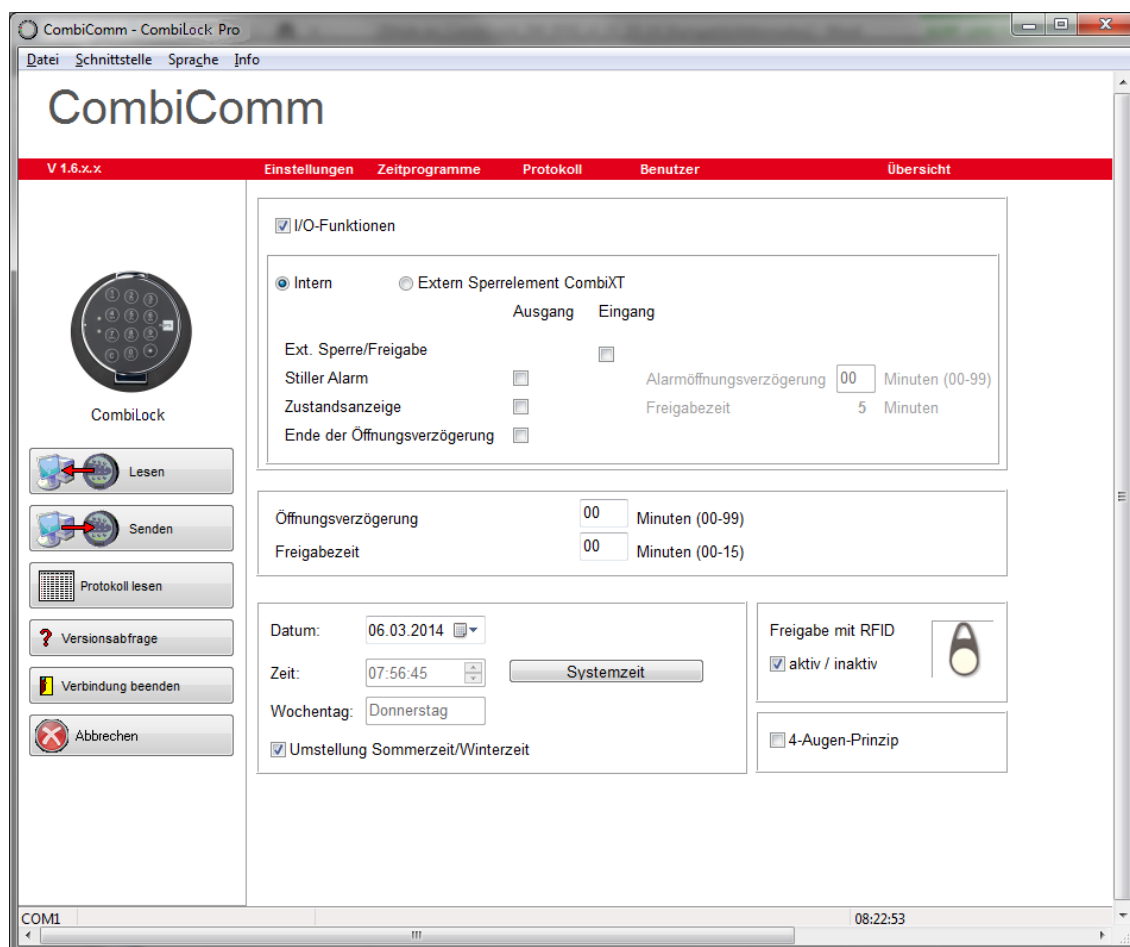 CombiComm - CombiLock Pro
Datei Schnittstelle Sprache Info
CombiComm
V 1.6.x.x Einstellungen Zeitprogramme Protokoll Benutzer Übersicht
I/O-Funktionen
Intern Extern Sperrelement CombiXT
Ausgang Eingang
Ext. Sperre/Freigabe
Stiller Alarm Alarmöffnungsverzögerung 00 Minuten (00-99)
Zustandsanzeige Freigabezeit 5 Minuten
Ende der Öffnungsverzögerung
CombiLock
Lesen
Senden
Protokoll lesen
Versionsabfrage
Verbindung beenden
Abbrechen
Öffnungsverzögerung 00 Minuten (00-99)
Freigabezeit 00 Minuten (00-15)
Datum: 06.03.2014
Zeit: 07:56:45 Systemzeit
Wochentag: Donnerstag
Umstellung Sommerzeit/Winterzeit
Freigabe mit RFID
aktiv / inaktiv
4-Augen-Prinzip
COM1 08:22:53